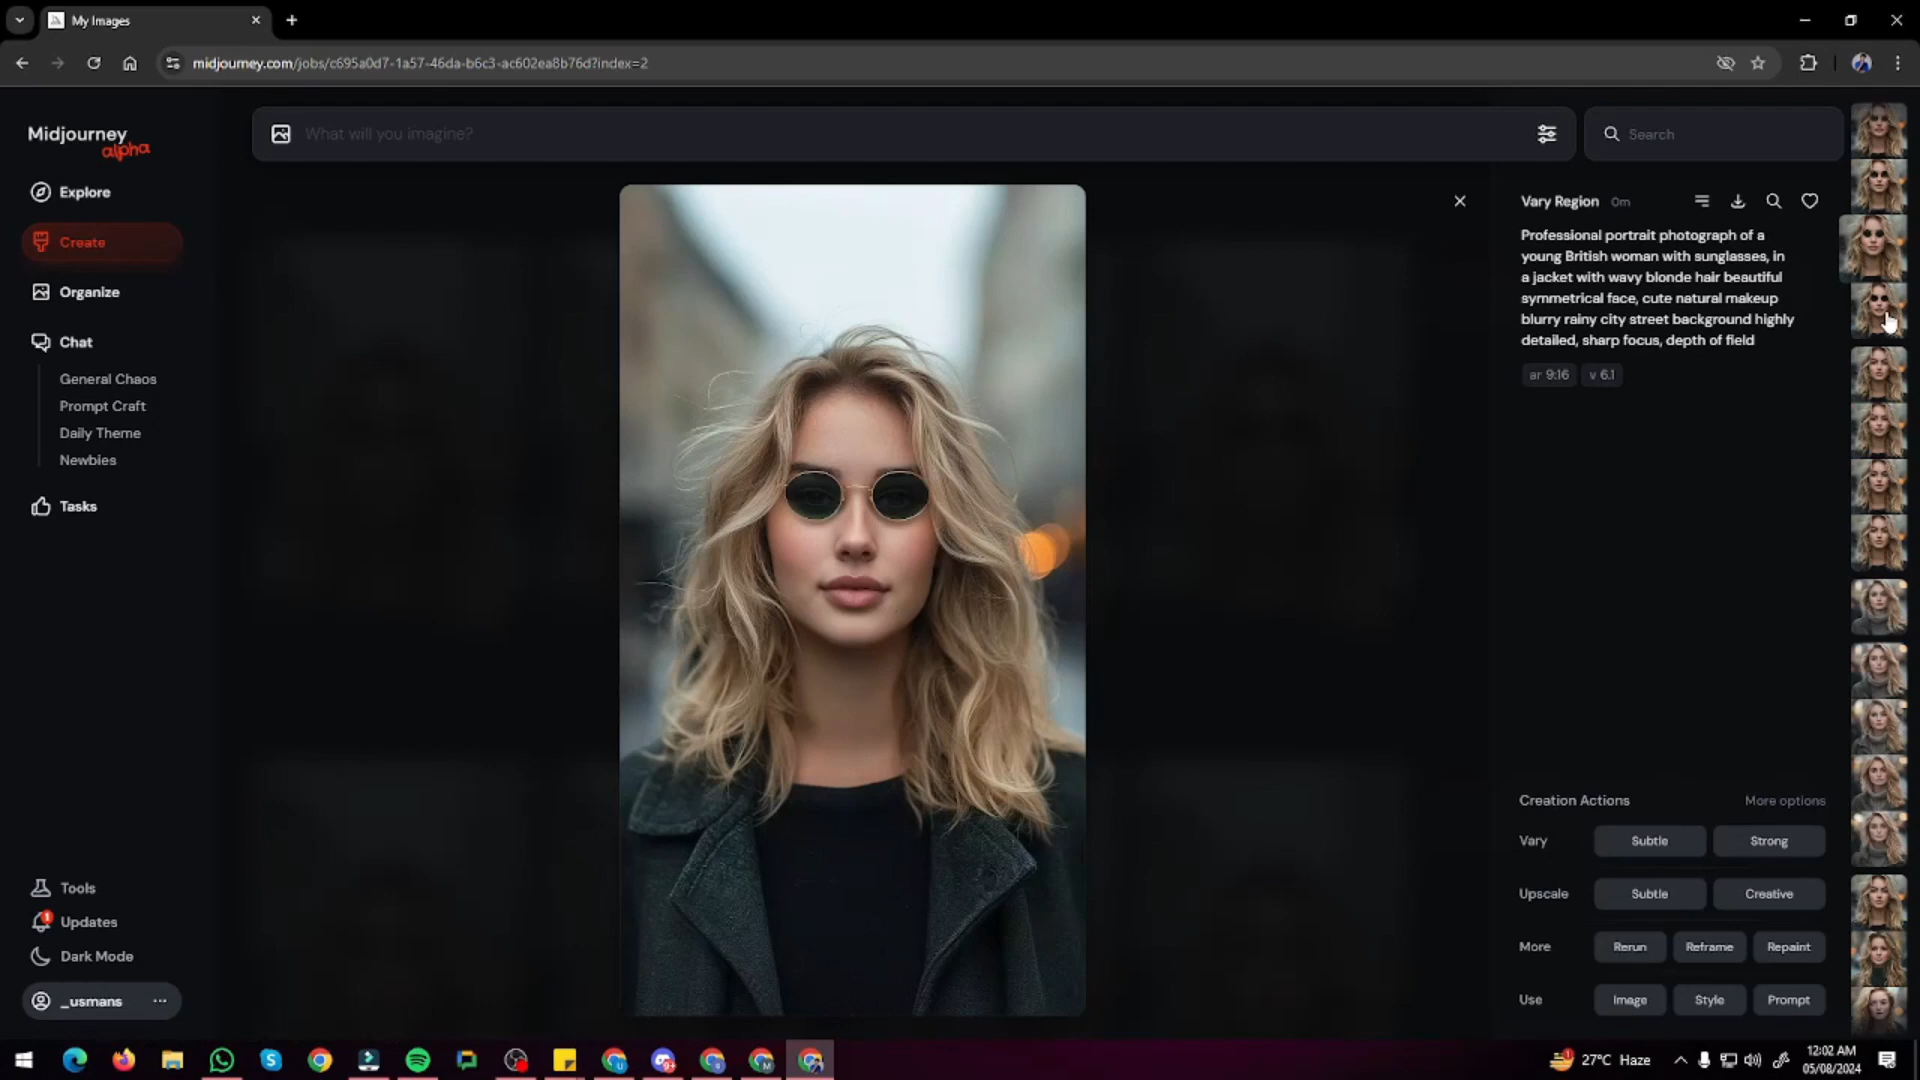 My Images
midjourney.com/jobs/c695a0d7-1a57-46da-b6c3-ac602ea8b76d?index=2
Midjourney
alpha
What will you imagine?
Search
Explore
Create
Organize
Chat
General Chaos
Prompt Craft
Daily Theme
Newbies
Tasks
Tools
1
Updates
Dark Mode
_usmans
Vary Region 0m
Professional portrait photograph of a
young British woman with sunglasses, in
a jacket with wavy blonde hair beautiful
symmetrical face, cute natural makeup
blurry rainy city street background highly
detailed, sharp focus, depth of field
ar 9:16 v 6.1
Creation Actions More options
Vary Subtle Strong
Upscale Subtle Creative
More Rerun Reframe Repaint
Use Image Style Prompt
27°C Haze
12:02 AM
05/08/2024